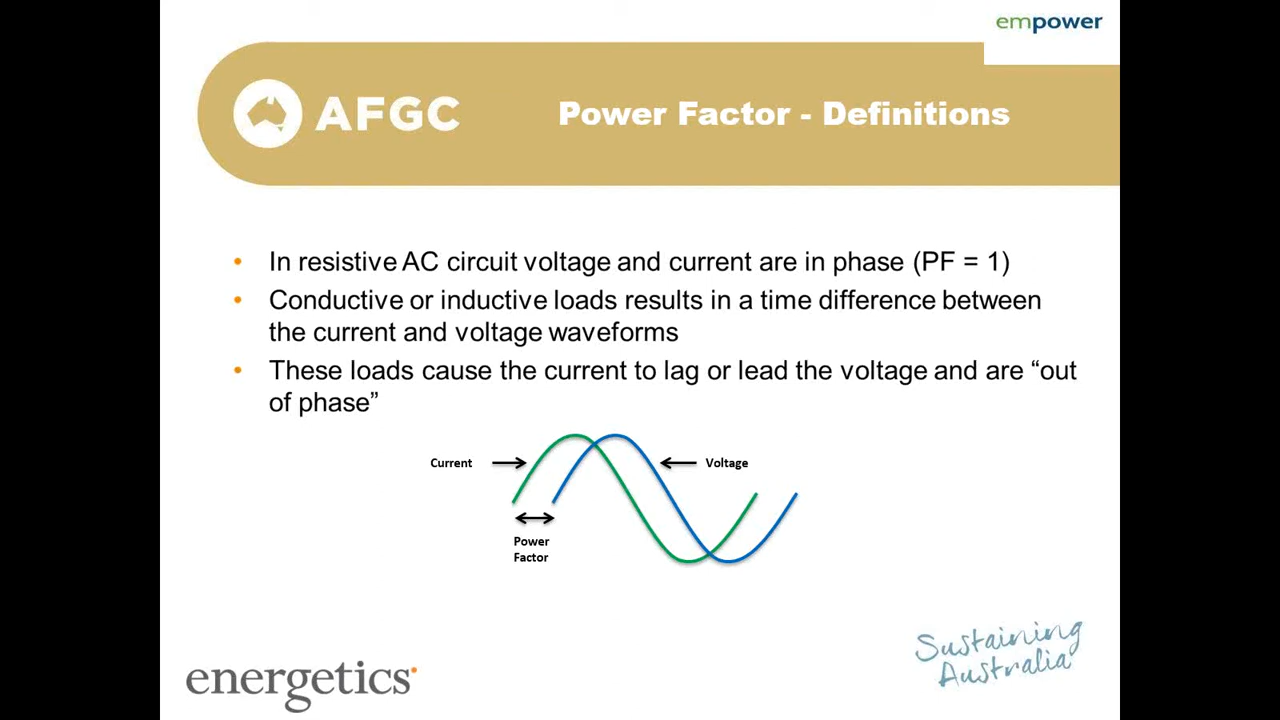 empower
AFGC
Power Factor - Definitions
• In resistive AC circuit voltage and current are in phase (PF = 1)
• Conductive or inductive loads results in a time difference between
the current and voltage waveforms
• These loads cause the current to lag or lead the voltage and are “out
of phase”
Current
Voltage
Power
Factor
energetics
Sustaining
Australia